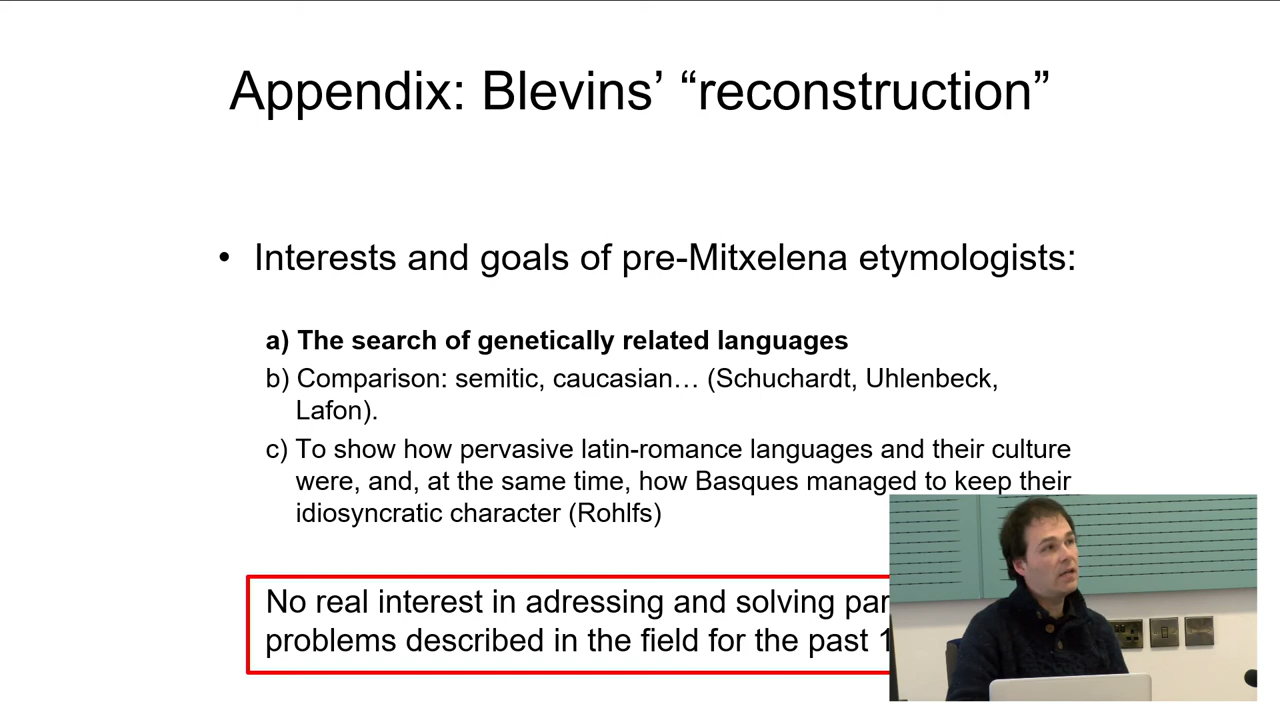 Appendix: Blevins’ “reconstruction”
• Interests and goals of pre-Mitxelena etymologists:
a) The search of genetically related languages
b) Comparison: semitic, caucasian… (Schuchardt, Uhlenbeck,
Lafon).
c) To show how pervasive latin-romance languages and their culture
were, and, at the same time, how Basques managed to keep their
idiosyncratic character (Rohlfs)
No real interest in adressing and solving
problems described in the field for the past